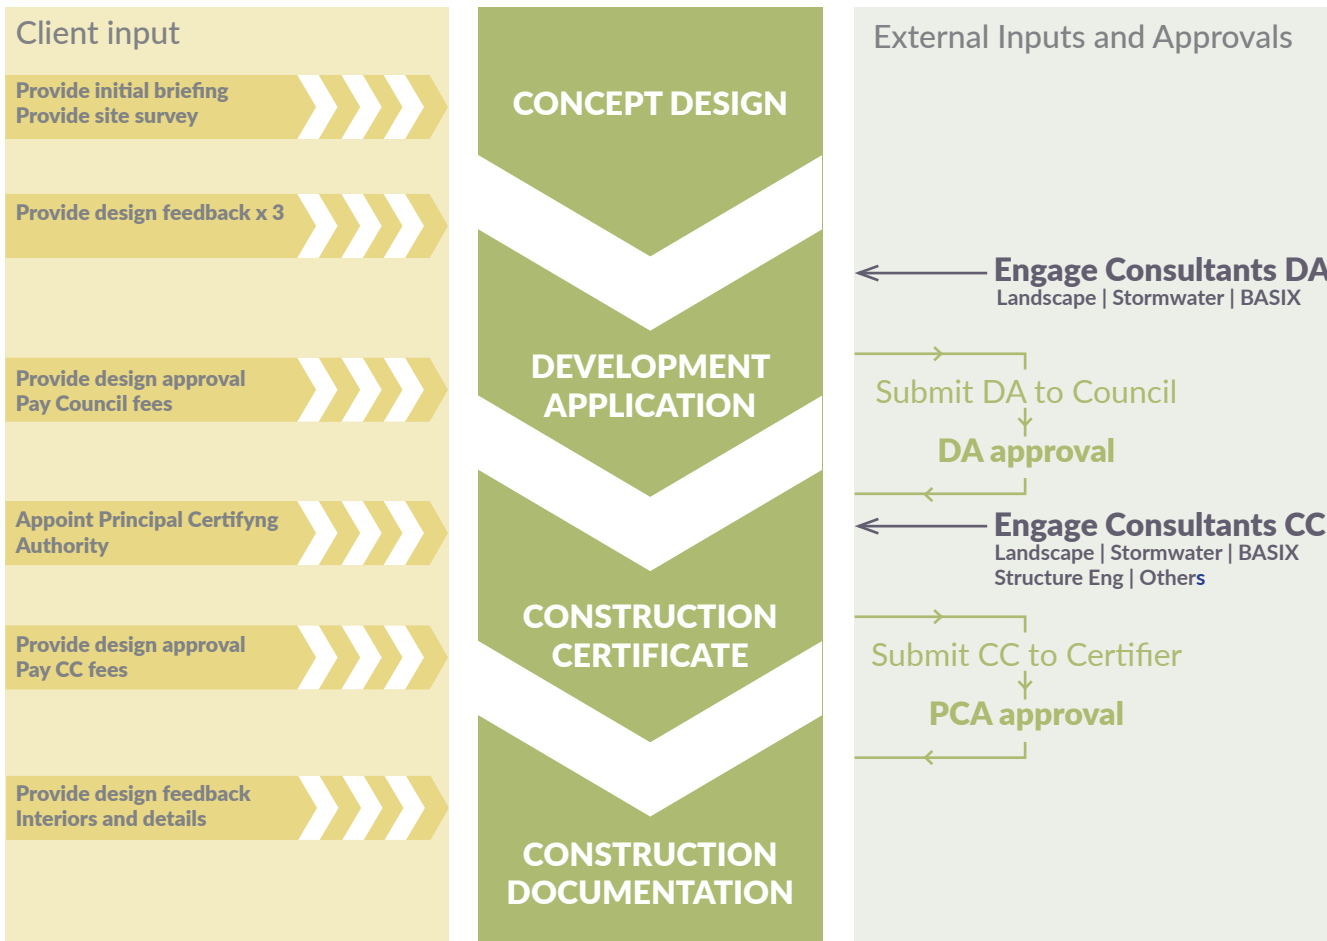 Client input
Provide initial briefing
Provide site survey
Provide design feedback x 3
Provide design approval
Pay Council fees
Appoint Principal Certifyng
Authority
Provide design approval
Pay CC fees
Provide design feedback
Interiors and details
CONCEPT DESIGN
DEVELOPMENT
APPLICATION
CONSTRUCTION
CERTIFICATE
CONSTRUCTION
DOCUMENTATION
External Inputs and Approvals
Engage Consultants DA
Landscape | Stormwater | BASIX
Submit DA to Council
DA approval
Engage Consultants CC
Landscape | Stormwater | BASIX
Structure Eng | Others
Submit CC to Certifier
PCA approval